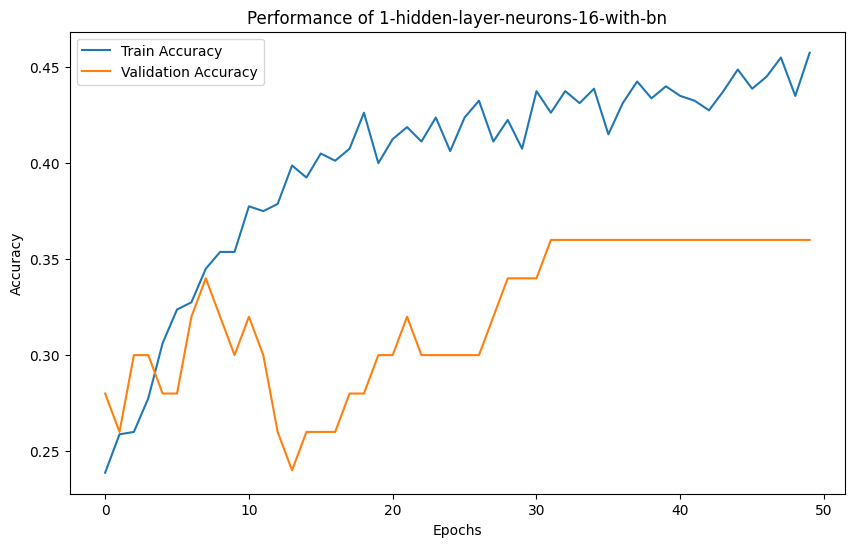 Performance of 1-hidden-layer-neurons-16-with-bn
Train Accuracy
Validation Accuracy
Accuracy
0.45
0.40
0.35
0.30
0.25
0
10
20
30
40
50
Epochs